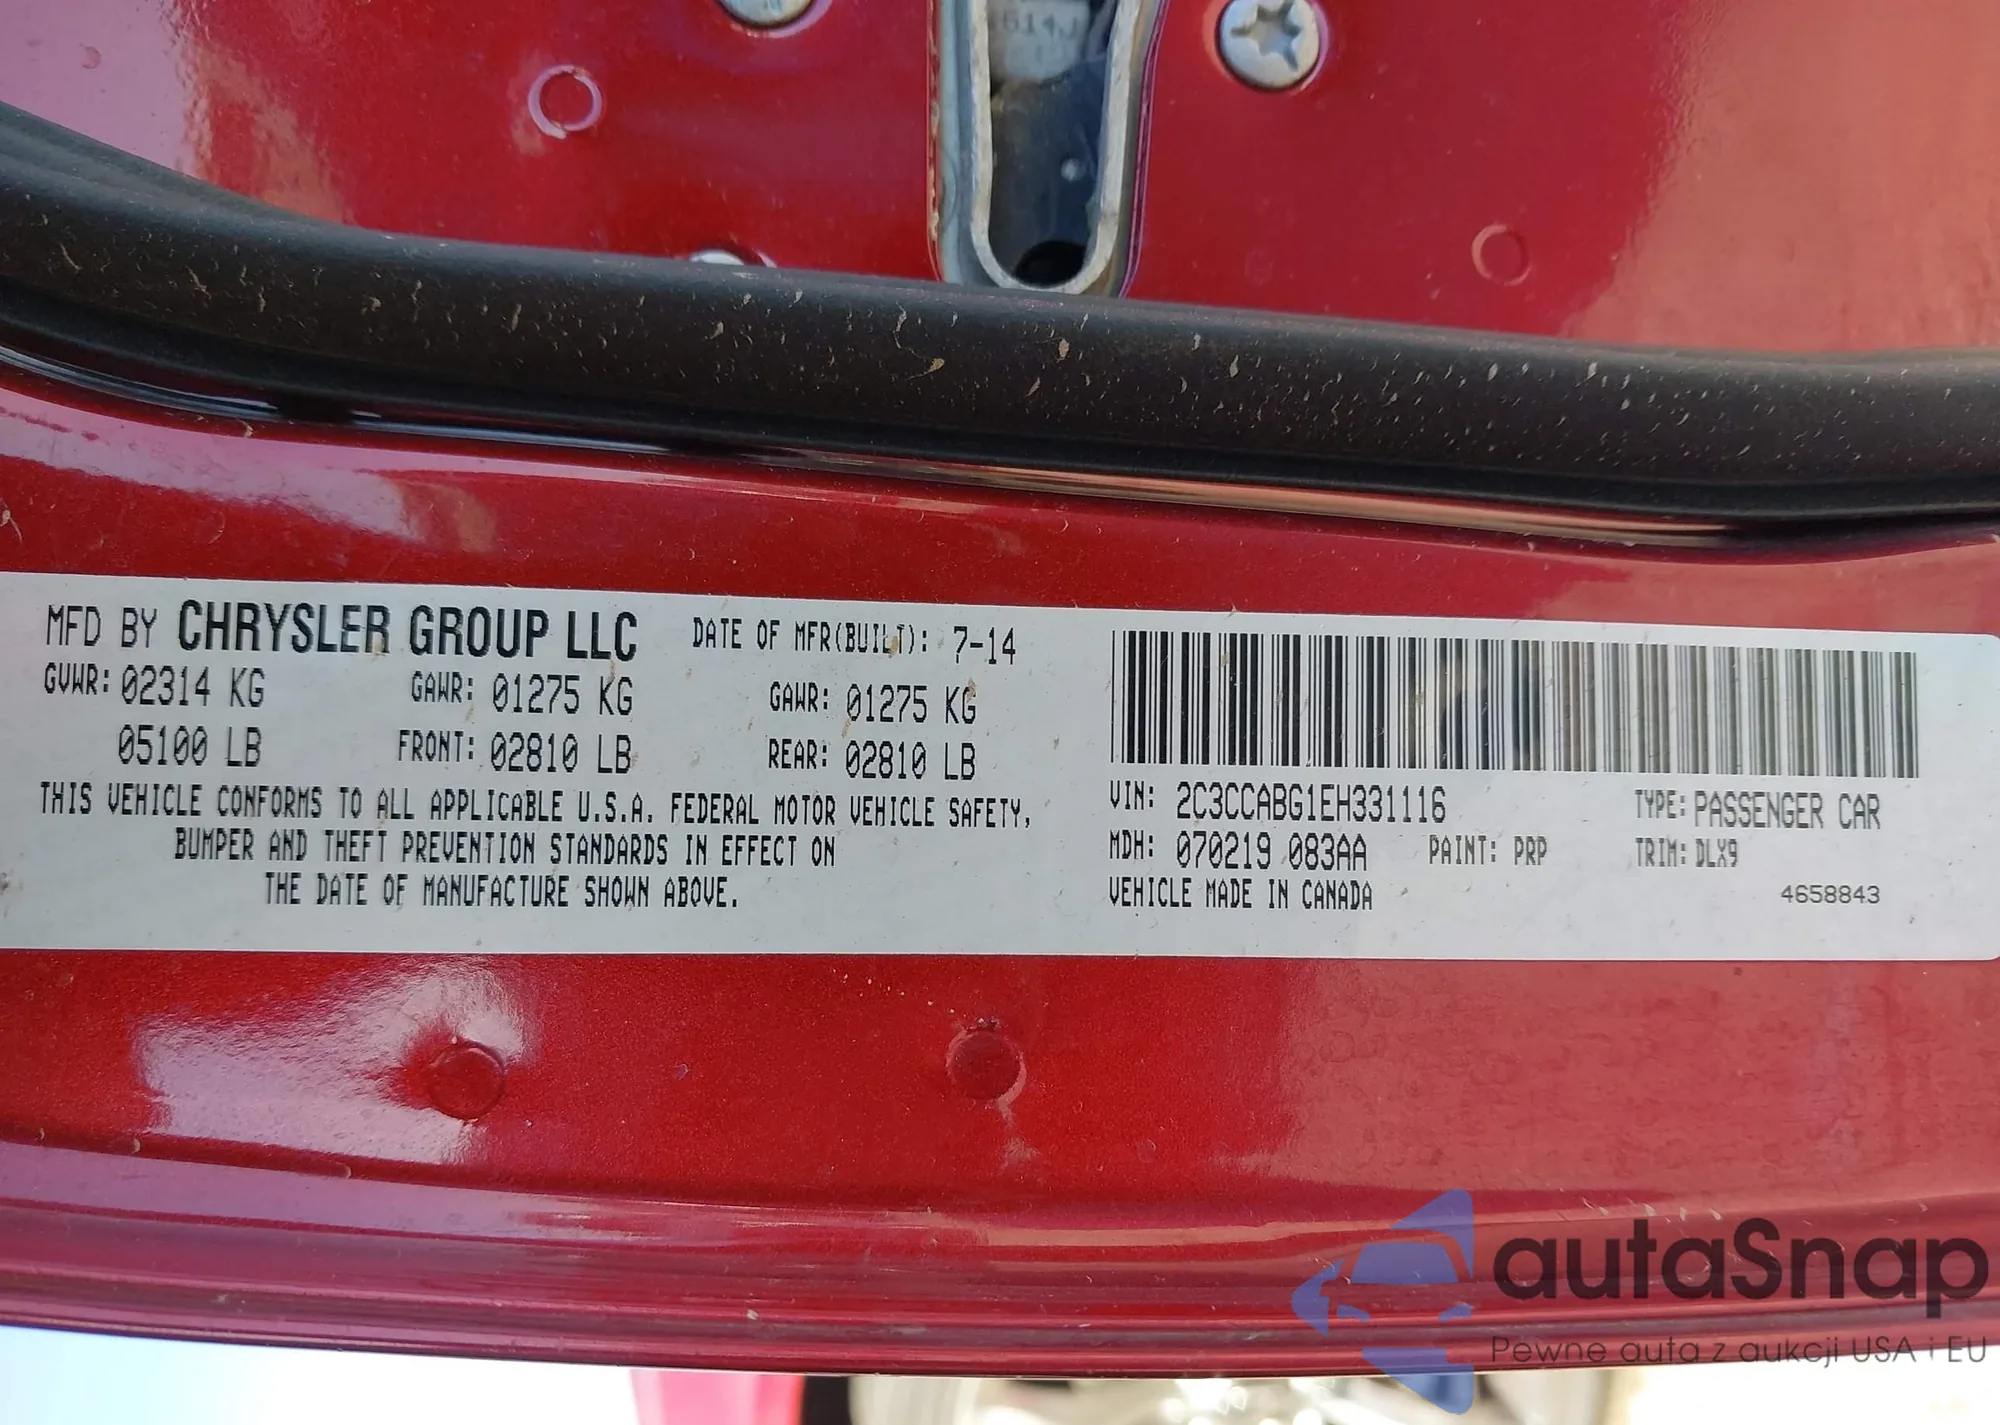 MFD BY CHRYSLER GROUP LLC DATE OF MFR(BUILT): 7-14
GVWR: 02314 KG GAWR: 01275 KG GAWR: 01275 KG
05100 LB FRONT: 02810 LB REAR: 02810 LB
THIS VEHICLE CONFORMS TO ALL APPLICABLE U.S.A. FEDERAL MOTOR VEHICLE SAFETY,
BUMPER AND THEFT PREVENTION STANDARDS IN EFFECT ON
THE DATE OF MANUFACTURE SHOWN ABOVE.
VIN: 2C3CCABG1EH331116 TYPE: PASSENGER CAR
MDH: 070219 083AA PAINT: PRP TRIM: DLX9
VEHICLE MADE IN CANADA 4658843
autaSnap
Pewne auta z aukcji USA i EU